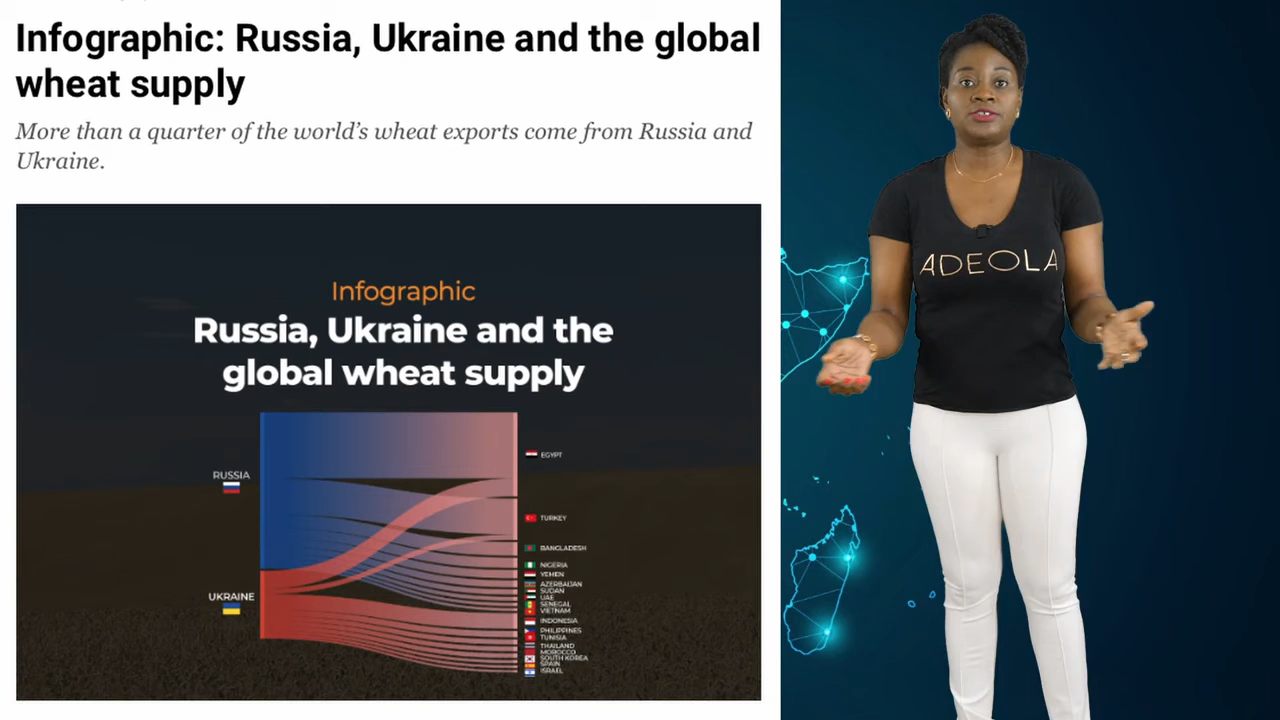 Infographic: Russia, Ukraine and the global
wheat supply
More than a quarter of the world's wheat exports come from Russia and
Ukraine.
Infographic
Russia, Ukraine and the
global wheat supply
RUSSIA
UKRAINE
EGYPT
TURKEY
BANGLADESH
NIGERIA
YEMEN
AZERBAIJAN
SUDAN
UAE
SENEGAL
VIETNAM
INDONESIA
PHILIPPINES
TUNISIA
THAILAND
MOROCCO
SOUTH KOREA
SPAIN
ISRAEL
ADEOLA